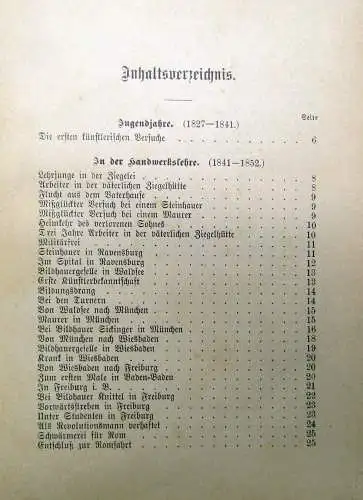 Inhaltsverzeichnis.
Seite
Jugendjahre. (1827—1841.)
Die ersten künstlerischen Versuche 6
In der Handwerkslehre. (1841—1852.)
Lehrjunge in der Ziegelei 8
Arbeiter in der väterlichen Ziegelhütte 8
Flucht aus dem Vaterhause 9
Mißglückter Versuch bei einem Steinhauer 9
Mißglückter Versuch bei einem Maurer 9
Heimkehr des verlorenen Sohnes 10
Drei Jahre Arbeiter in der väterlichen Ziegelhütte 10
Militärfrei 11
Steinhauer in Ravensburg 11
Im Spital in Ravensburg 12
Bildhauergeselle in Waldsee 13
Erste Künstlerbekanntschaft 13
Bildungsdrang 14
Bei den Turnern 14
Von Waldsee nach München 15
Maurer in München 15
Bei Bildhauer Sickinger in München 16
Von München nach Wiesbaden 18
Bildhauergeselle in Wiesbaden 19
Krank in Wiesbaden 20
Von Wiesbaden nach Freiburg 20
Zum ersten Male in Baden-Baden 20
In Freiburg i. B. 21
Bei Bildhauer Knittel in Freiburg 22
Vorwärtsstreben in Freiburg 23
Unter Studenten in Freiburg 23
Als Revolutionsmann verhaftet 24
Schwärmerei für Rom 25
Entschluß zur Romfahrt 25